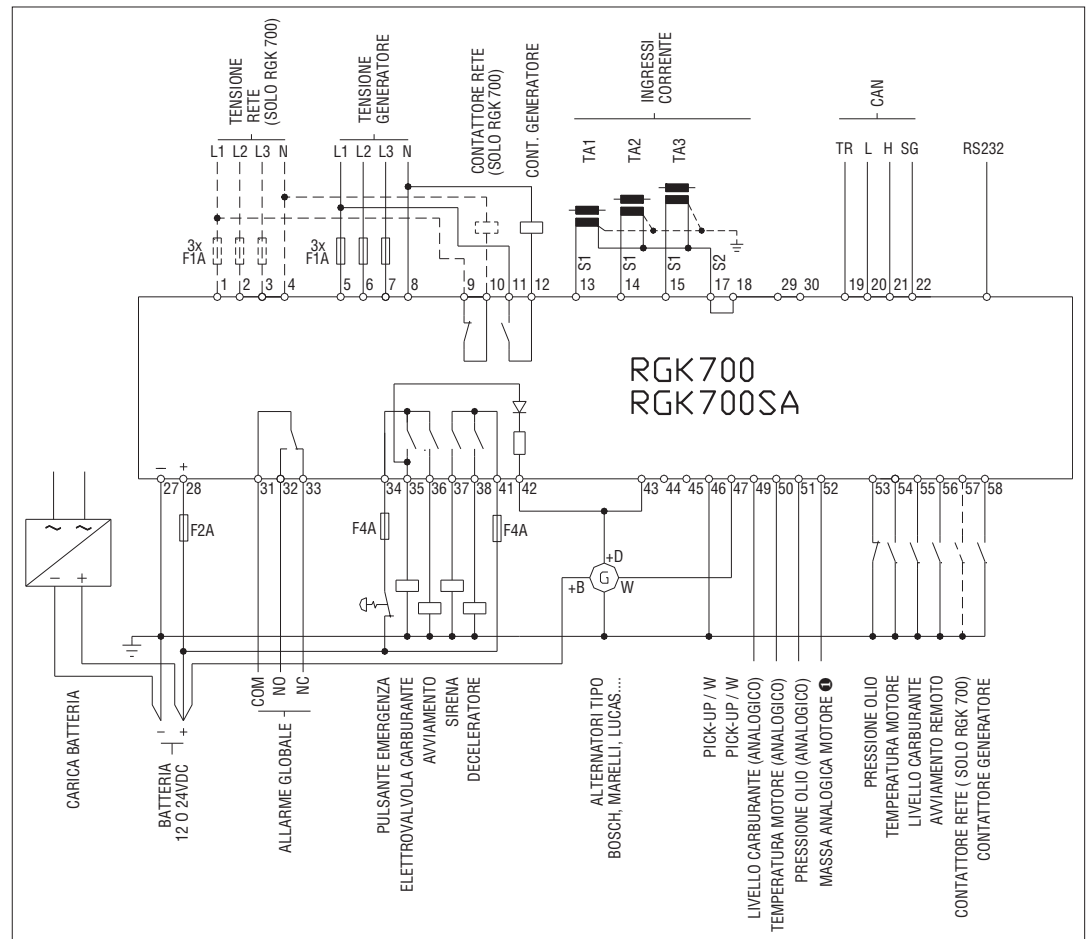 TENSIONE
RETE
(SOLO RGK 700)
TENSIONE
GENERATORE
CONTATTORE RETE
(SOLO RGK 700)
CONT. GENERATORE
INGRESSI
CORRENTE
CAN
L1 L2 L3 N
L1 L2 L3 N
TA1
TA2
TA3
TR L H SG
RS232
3x
F1A
3x
F1A
S1
S1
S1
S2
1 2 3 4 5 6 7 8 9 10 11 12 13 14 15 17 18 29 30 19 20 21 22
RGK700
RGK700SA
− +
27 28 31 32 33 34 35 36 37 38 41 42 43 44 45 46 47 49 50 51 52 53 54 55 56 57 58
~ ~
− +
F2A
F4A
F4A
+D
+B G W
COM
NO
NC
− +
CARICA BATTERIA
BATTERIA
12 O 24VDC
ALLARME GLOBALE
PULSANTE EMERGENZA
ELETTROVALVOLA CARBURANTE
AVVIAMENTO
SIRENA
DECELERATORE
ALTERNATORI TIPO
BOSCH, MARELLI, LUCAS....
PICK-UP / W
PICK-UP / W
LIVELLO CARBURANTE (ANALOGICO)
TEMPERATURA MOTORE (ANALOGICO)
PRESSIONE OLIO (ANALOGICO)
MASSA ANALOGICA MOTORE ❶
PRESSIONE OLIO
TEMPERATURA MOTORE
LIVELLO CARBURANTE
AVVIAMENTO REMOTO
CONTATTORE RETE ( SOLO RGK 700)
CONTATTORE GENERATORE